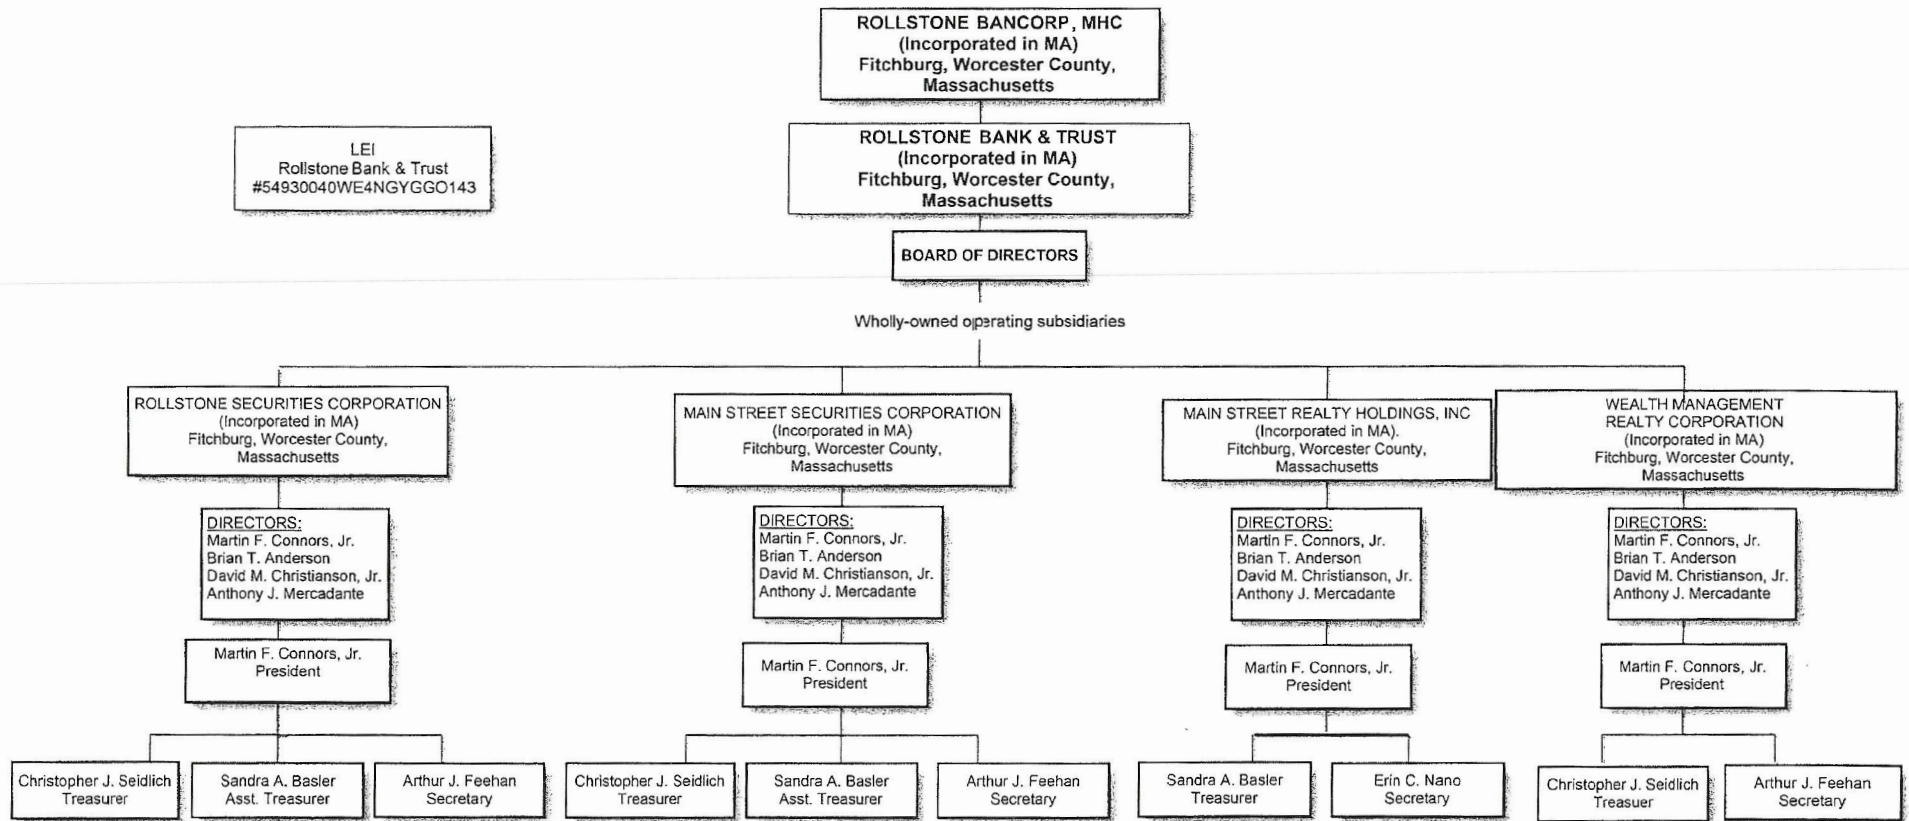 ROLLSTONE BANCORP, MHC
(Incorporated in MA)
Fitchburg, Worcester County,
Massachusetts
LEI
Rollstone Bank & Trust
#54930040WE4NGYGGO143
ROLLSTONE BANK & TRUST
(Incorporated in MA)
Fitchburg, Worcester County,
Massachusetts
BOARD OF DIRECTORS
Wholly-owned operating subsidiaries
ROLLSTONE SECURITIES CORPORATION
(Incorporated in MA)
Fitchburg, Worcester County,
Massachusetts
MAIN STREET SECURITIES CORPORATION
(Incorporated in MA)
Fitchburg, Worcester County,
Massachusetts
MAIN STREET REALTY HOLDINGS, INC
(Incorporated in MA).
Fitchburg, Worcester County,
Massachusetts
WEALTH MANAGEMENT
REALTY CORPORATION
(Incorporated in MA)
Fitchburg, Worcester County,
Massachusetts
DIRECTORS:
Martin F. Connors, Jr.
Brian T. Anderson
David M. Christianson, Jr.
Anthony J. Mercadante
DIRECTORS:
Martin F. Connors, Jr.
Brian T. Anderson
David M. Christianson, Jr.
Anthony J. Mercadante
DIRECTORS:
Martin F. Connors, Jr.
Brian T. Anderson
David M. Christianson, Jr.
Anthony J. Mercadante
DIRECTORS:
Martin F. Connors, Jr.
Brian T. Anderson
David M. Christianson, Jr.
Anthony J. Mercadante
Martin F. Connors, Jr.
President
Martin F. Connors, Jr.
President
Martin F. Connors, Jr.
President
Martin F. Connors, Jr.
President
Christopher J. Seidlich
Treasurer
Sandra A. Basler
Asst. Treasurer
Arthur J. Feehan
Secretary
Christopher J. Seidlich
Treasurer
Sandra A. Basler
Asst. Treasurer
Arthur J. Feehan
Secretary
Sandra A. Basler
Treasurer
Erin C. Nano
Secretary
Christopher J. Seidlich
Treasuer
Arthur J. Feehan
Secretary